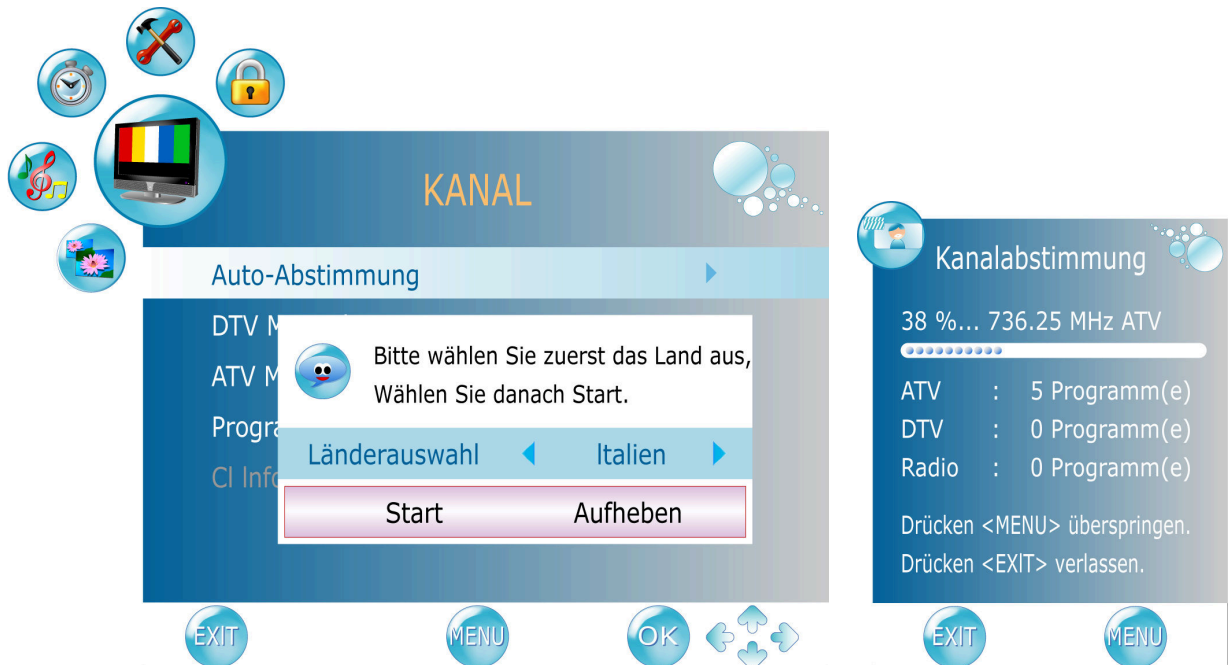 KANAL
Auto-Abstimmung
DTV M
ATV M
Progra
CI Info
Bitte wählen Sie zuerst das Land aus,
Wählen Sie danach Start.
Länderauswahl Italien
Start Aufheben
EXIT MENU OK
Kanalabstimmung
38 %... 736.25 MHz ATV
ATV : 5 Programm(e)
DTV : 0 Programm(e)
Radio : 0 Programm(e)
Drücken <MENU> überspringen.
Drücken <EXIT> verlassen.
EXIT MENU